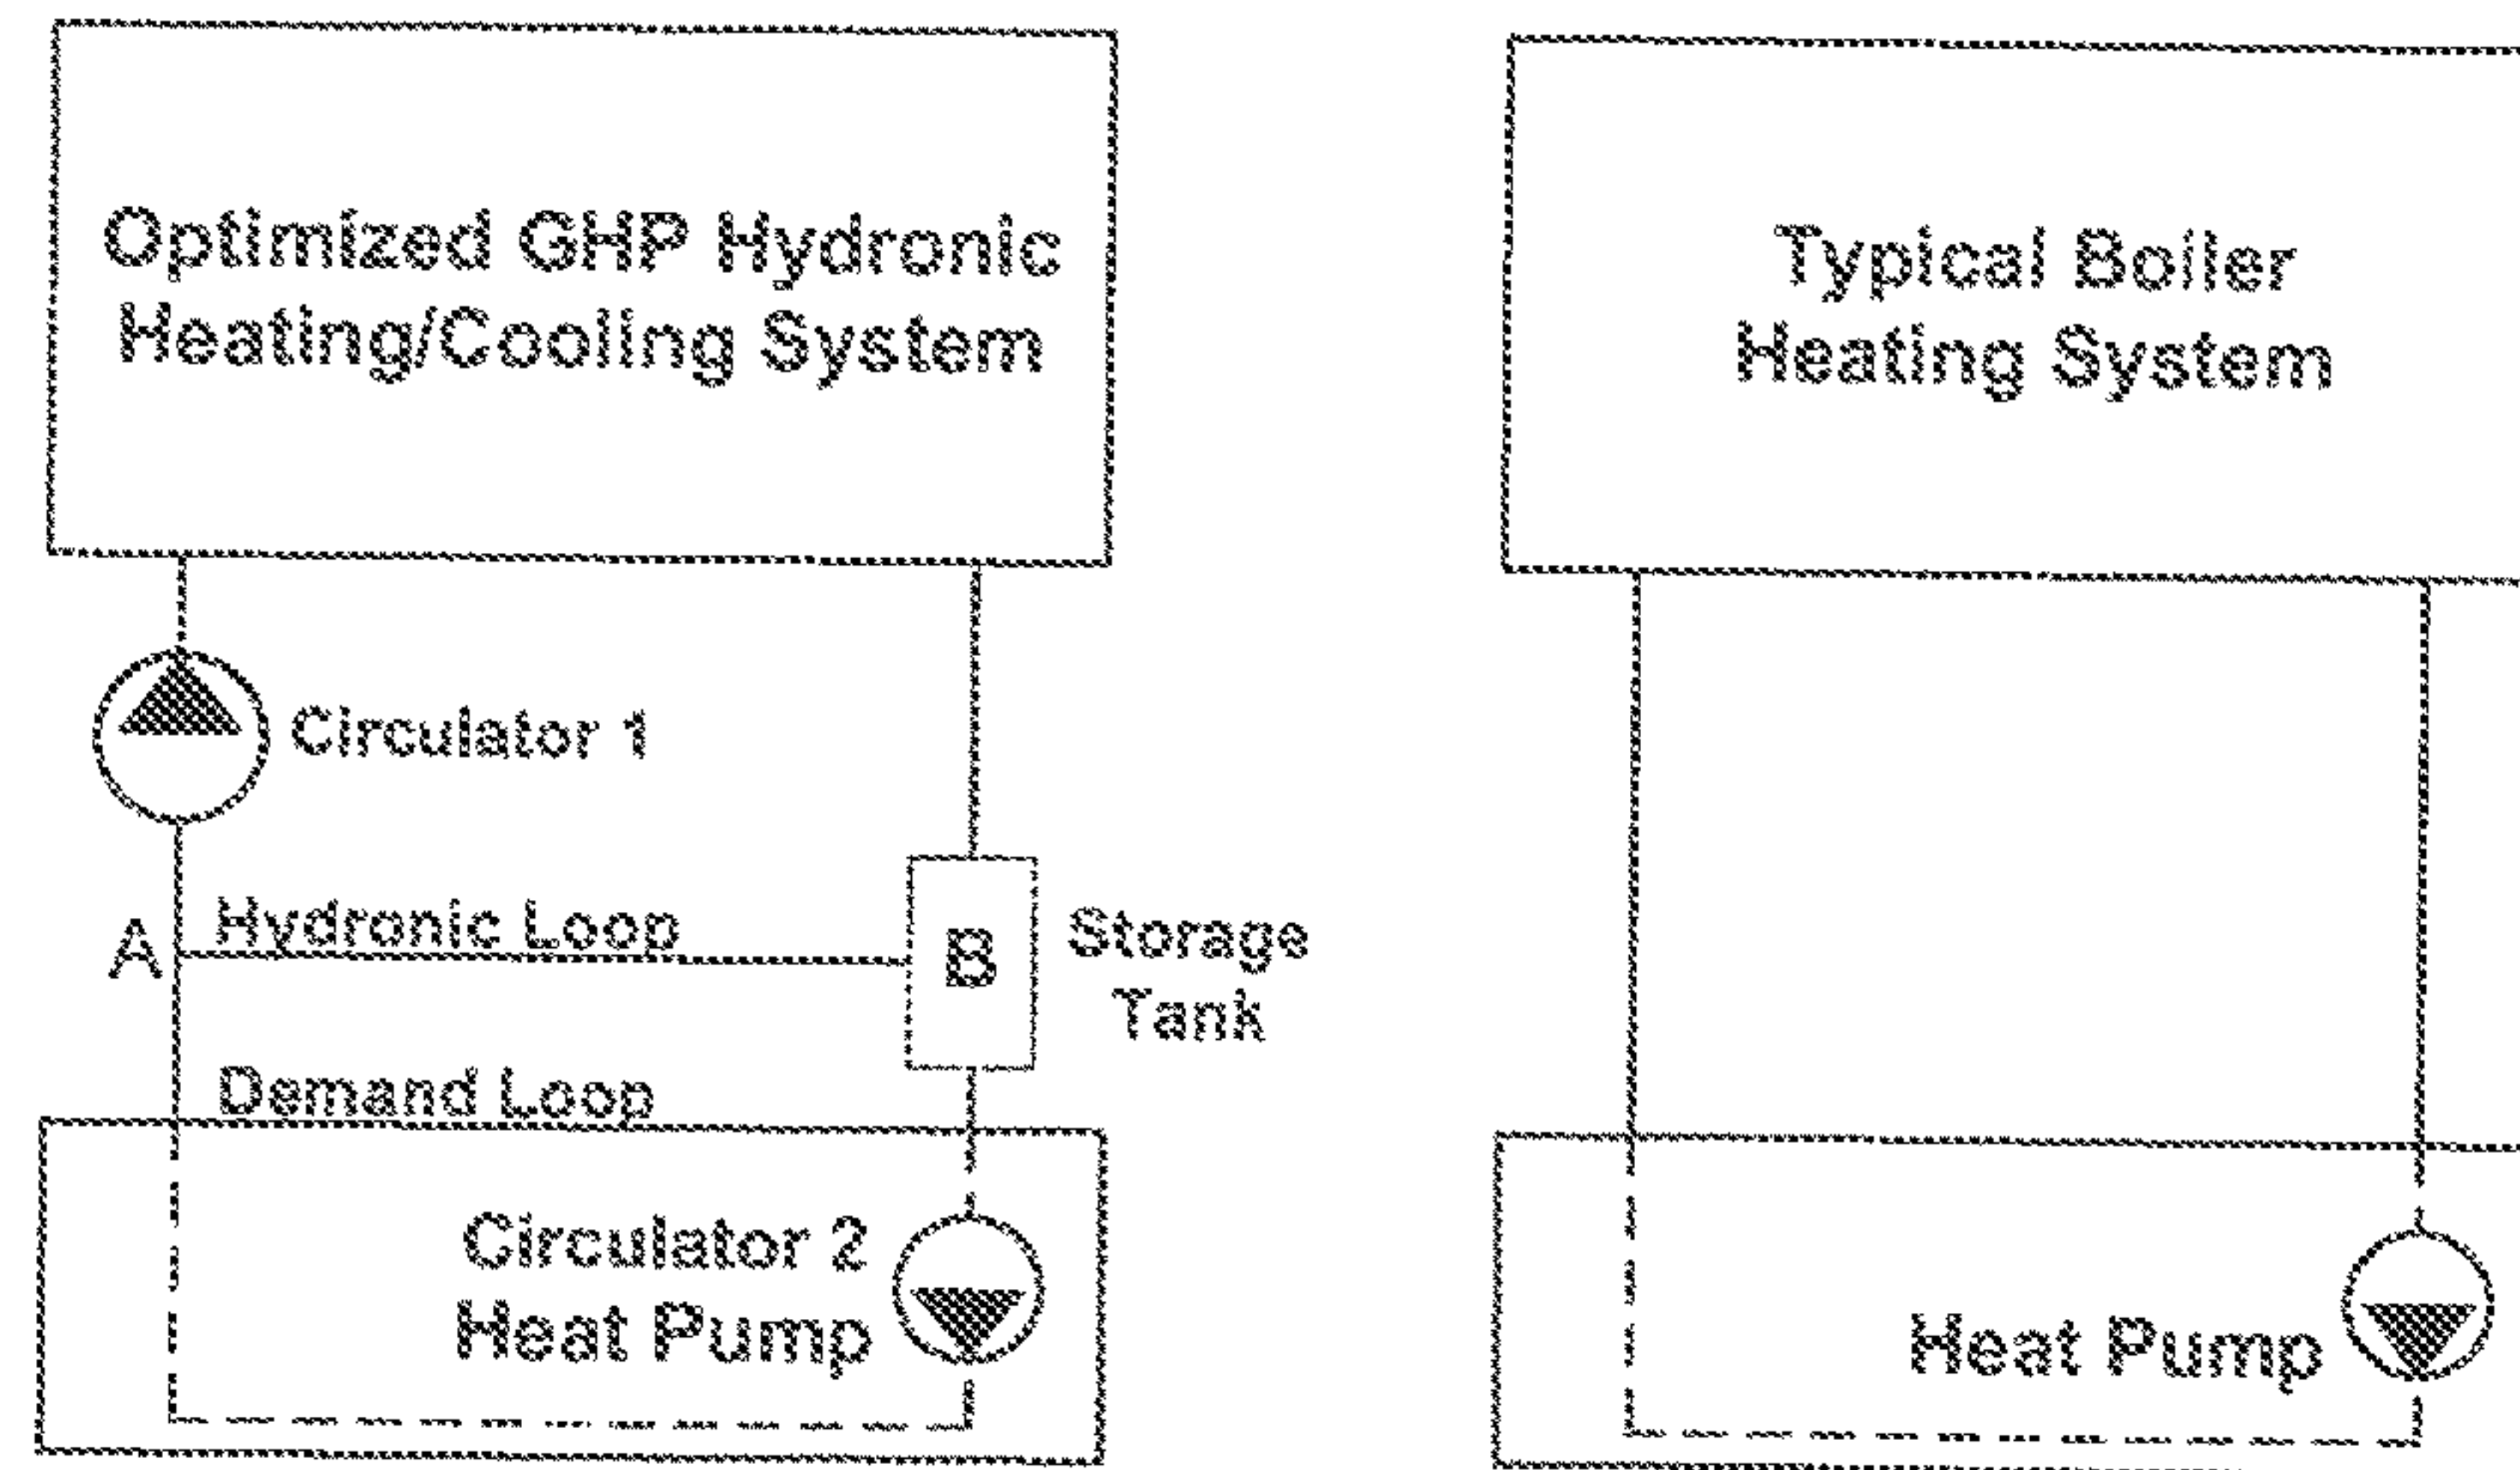 Optimized GHP Hydronic
Heating/Cooling System
Circulator 1
A
Hydronic Loop
B
Storage
Tank
Demand Loop
Circulator 2
Heat Pump
Typical Boiler
Heating System
Heat Pump